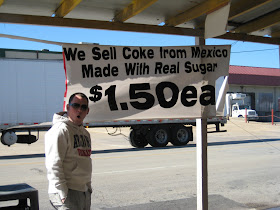 We Sell Coke from Mexico
Made With Real Sugar
$1.50ea